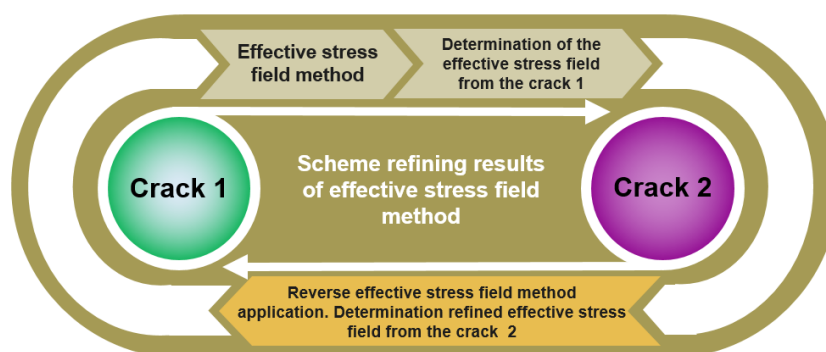 Effective stress
field method
Determination of the
effective stress field
from the crack 1
Crack 1
Scheme refining results
of effective stress field
method
Crack 2
Reverse effective stress field method
application. Determination refined effective stress
field from the crack 2